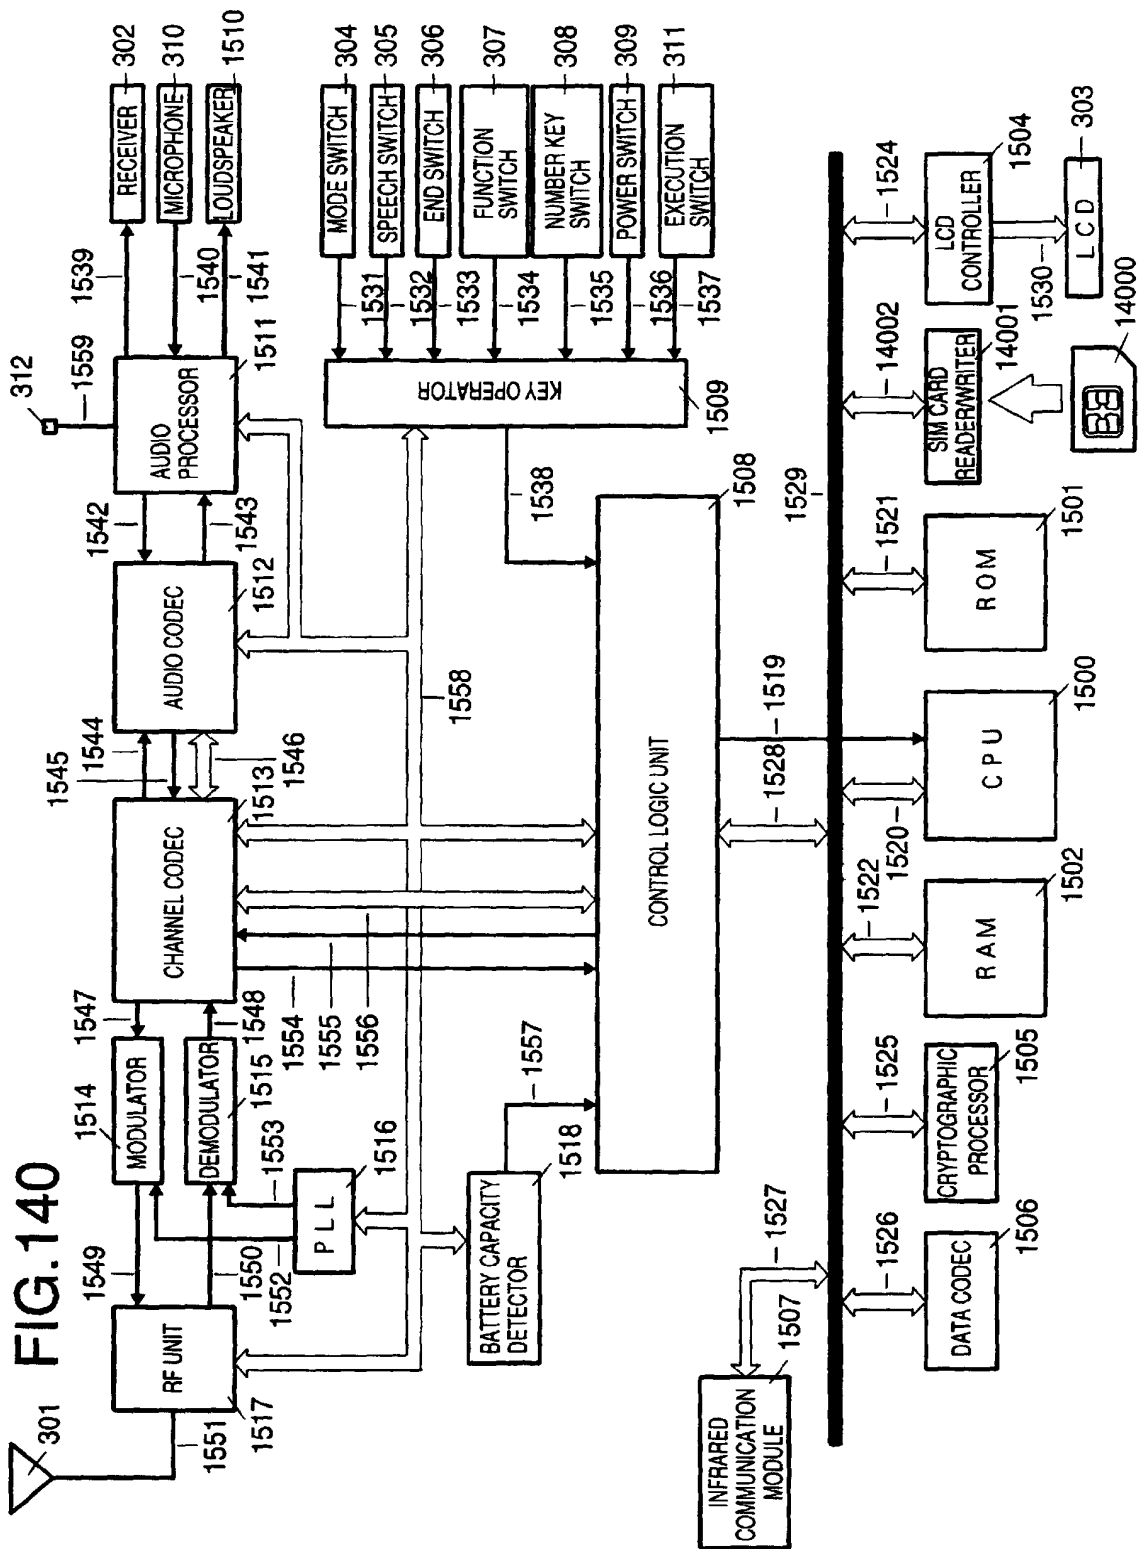 FIG.140
301
1551
RF UNIT
1517
1549
1550
1552
1553
1514
MODULATOR
DEMODULATOR
1515
PLL
1516
1547
1548
CHANNEL CODEC
1513
1554
1555
1556
1545
1544
1546
AUDIO CODEC
1512
1542
1543
312
1559
AUDIO
PROCESSOR
1511
1539
1540
1541
RECEIVER
302
MICROPHONE
310
LOUDSPEAKER
1510
MODE SWITCH
304
SPEECH SWITCH
305
END SWITCH
306
FUNCTION
SWITCH
307
NUMBER KEY
SWITCH
308
POWER SWITCH
309
EXECUTION
SWITCH
311
1531
1532
1533
1534
1535
1536
1537
KEY OPERATOR
1509
1538
1558
BATTERY CAPACITY
DETECTOR
1518
1557
CONTROL LOGIC UNIT
1508
INFRARED
COMMUNICATION
MODULE
1507
1527
1528
1519
1529
1526
DATA CODEC
1506
1525
CRYPTOGRAPHIC
PROCESSOR
1505
1522
RAM
1502
1520
CPU
1500
1521
ROM
1501
14002
SIM CARD
READER/WRITER
14001
14000
1524
LCD
CONTROLLER
1504
1530
LCD
303